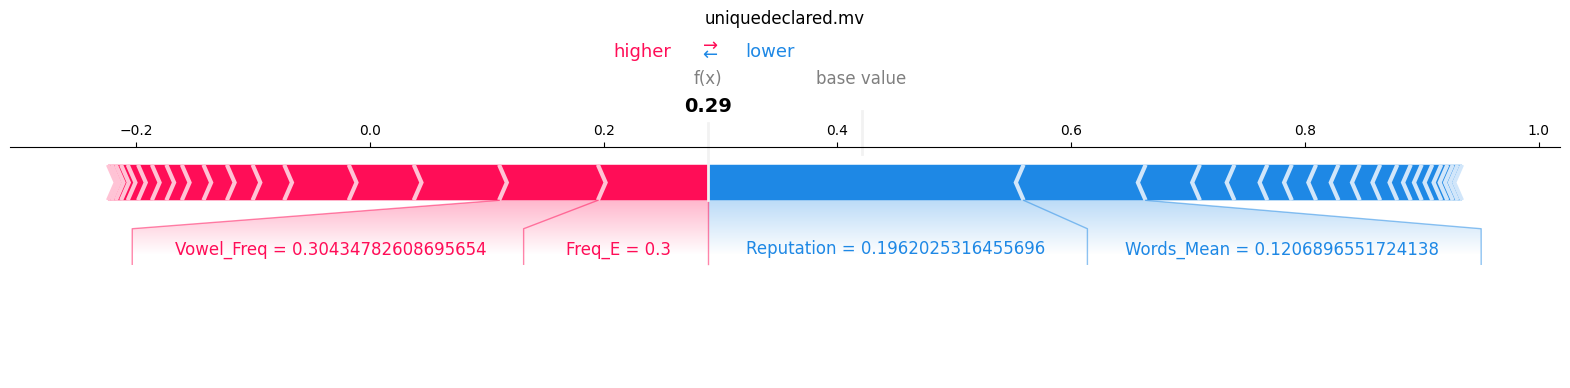 uniquedeclared.mv
higher ⇄ lower
f(x) base value
0.29
−0.2 0.0 0.2 0.4 0.6 0.8 1.0
Vowel_Freq = 0.30434782608695654 Freq_E = 0.3 Reputation = 0.1962025316455696 Words_Mean = 0.1206896551724138